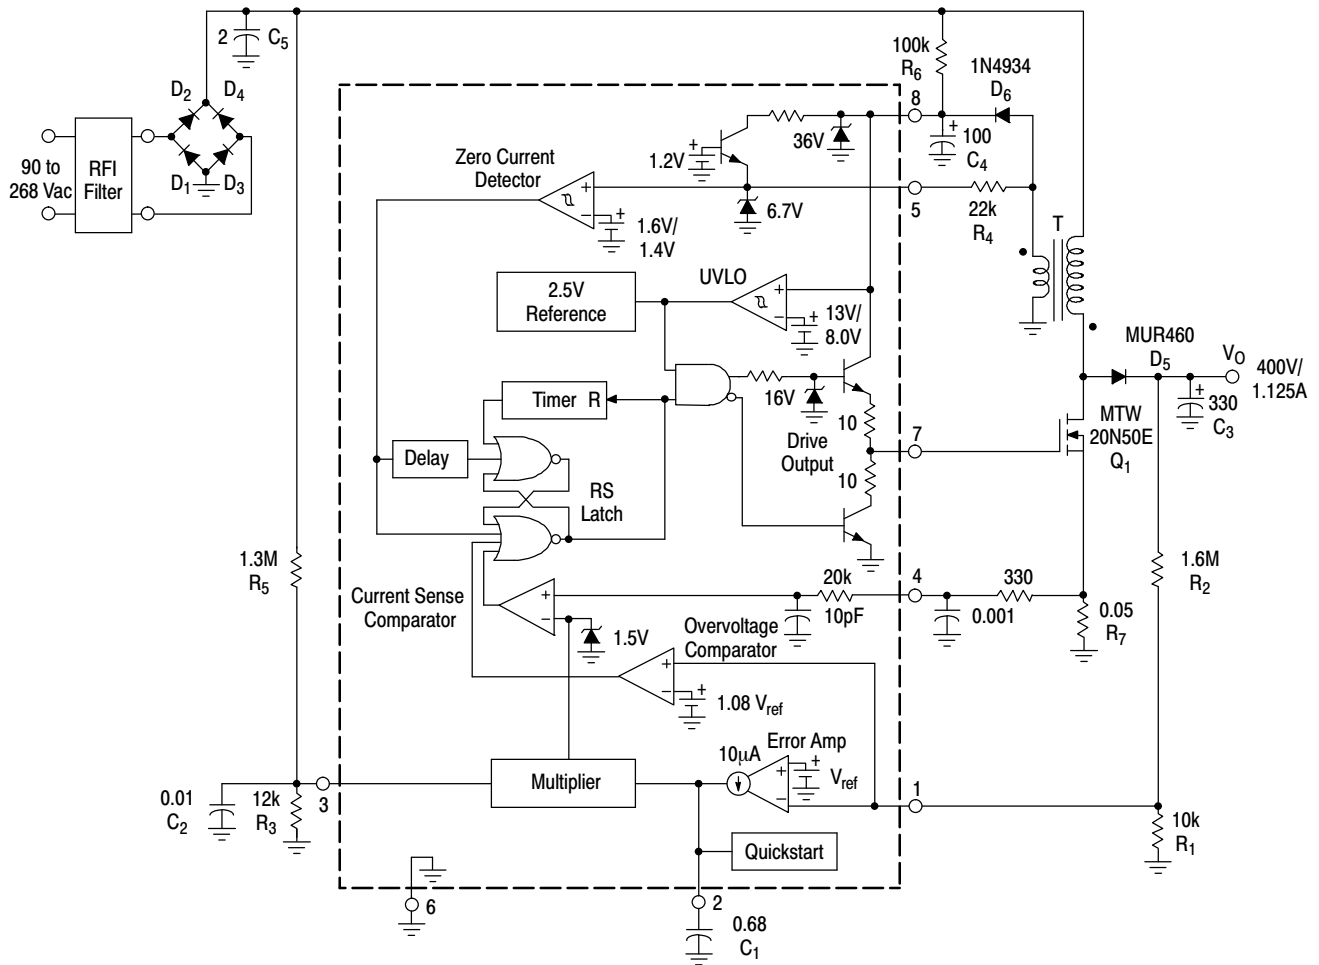 2 C5
D2 D4
90 to
268 Vac
RFI
Filter
D1 D3
100k
R6
1N4934
D6
8
100
C4
36V
1.2V
Zero Current
Detector
+
−
1.6V/
1.4V
6.7V
5
22k
R4
T
UVLO
2.5V
Reference
+
−
13V/
8.0V
MUR460
D5
VO
400V/
1.125A
330
C3
Timer R
16V
10
7
MTW
20N50E
Q1
Drive
Output
10
Delay
RS
Latch
1.3M
R5
20k
4
330
1.6M
R2
Current Sense
Comparator
+
−
10pF
0.001
0.05
R7
1.5V
Overvoltage
Comparator
+
−
1.08 Vref
10μA
Error Amp
+
−
Vref
Multiplier
1
3
0.01
C2
12k
R3
10k
R1
Quickstart
6
2
0.68
C1